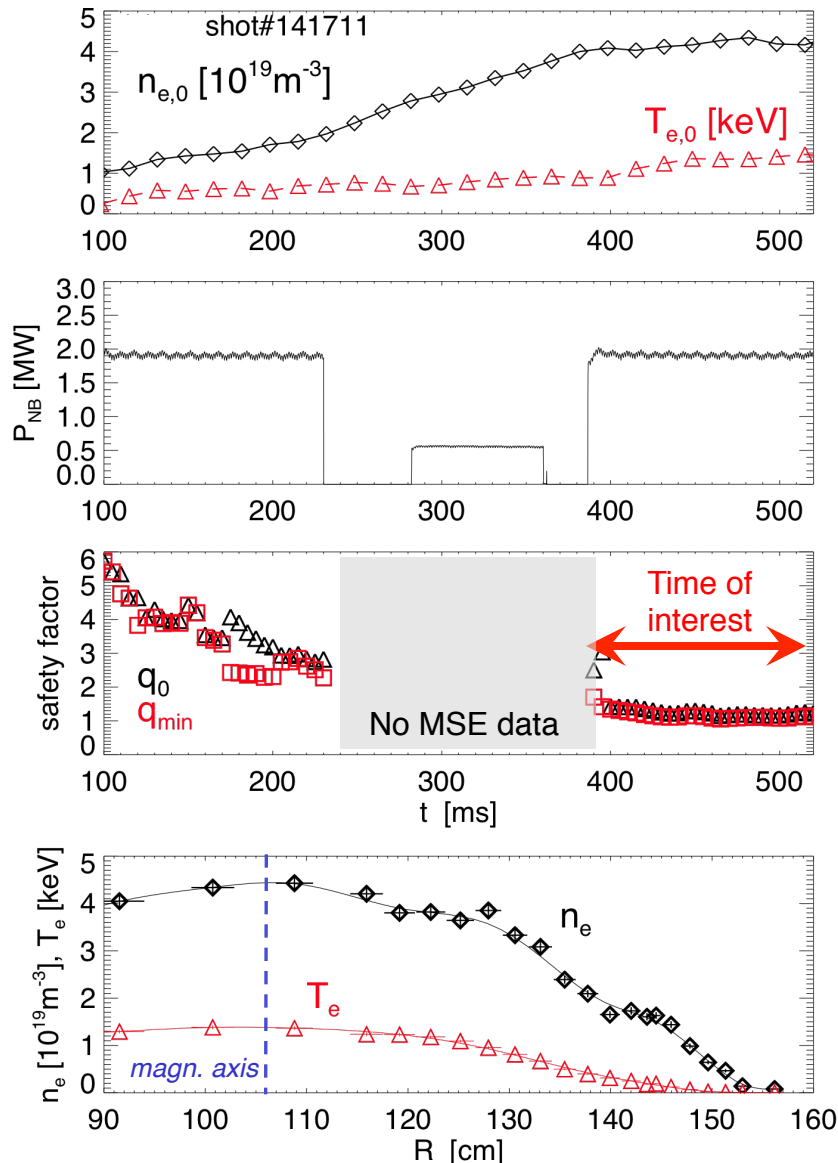 shot#141711
n_e,0 [10^19 m^-3]
T_e,0 [keV]
5
4
3
2
1
0
100 200 300 400 500
P_NB [MW]
3.0
2.5
2.0
1.5
1.0
0.5
0.0
100 200 300 400 500
safety factor
6
5
4
3
2
1
0
Time of
interest
q_0
q_min
No MSE data
100 200 300 400 500
t [ms]
n_e [10^19 m^-3], T_e [keV]
5
4
3
2
1
0
n_e
T_e
magn. axis
90 100 110 120 130 140 150 160
R [cm]